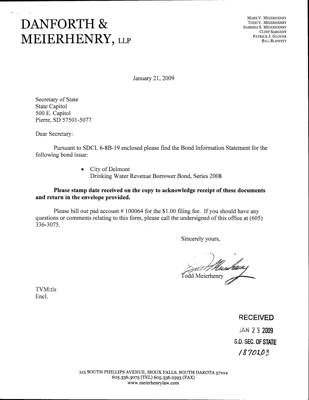 DANFORTH &
MEIERHENRY, LLP
MARK V. MEIERHENRY
TODD V. MEIERHENRY
SABRINA S. MEIERHENRY
CLINT SARGENT
PATRICK J. GLOVER
BILL BLEWETT
January 21, 2009
Secretary of State
State Capitol
500 E. Capitol
Pierre, SD 57501-5077
Dear Secretary:
Pursuant to SDCL 6-8B-19 enclosed please find the Bond Information Statement for the
following bond issue:
• City of Delmont
Drinking Water Revenue Borrower Bond, Series 2008
Please stamp date received on the copy to acknowledge receipt of these documents
and return in the envelope provided.
Please bill our pad account # 100064 for the $1.00 filing fee. If you should have any
questions or comments relating to this form, please call the undersigned of this office at (605)
336-3075.
Sincerely yours,
Todd Meierhenry
TVM:tls
Encl.
RECEIVED
JAN 23 2009
S.D. SEC. OF STATE
1870203
315 SOUTH PHILLIPS AVENUE, SIOUX FALLS, SOUTH DAKOTA 57104
605.336.3075 (TEL) 605.336.2593 (FAX)
www.meierhenrylaw.com